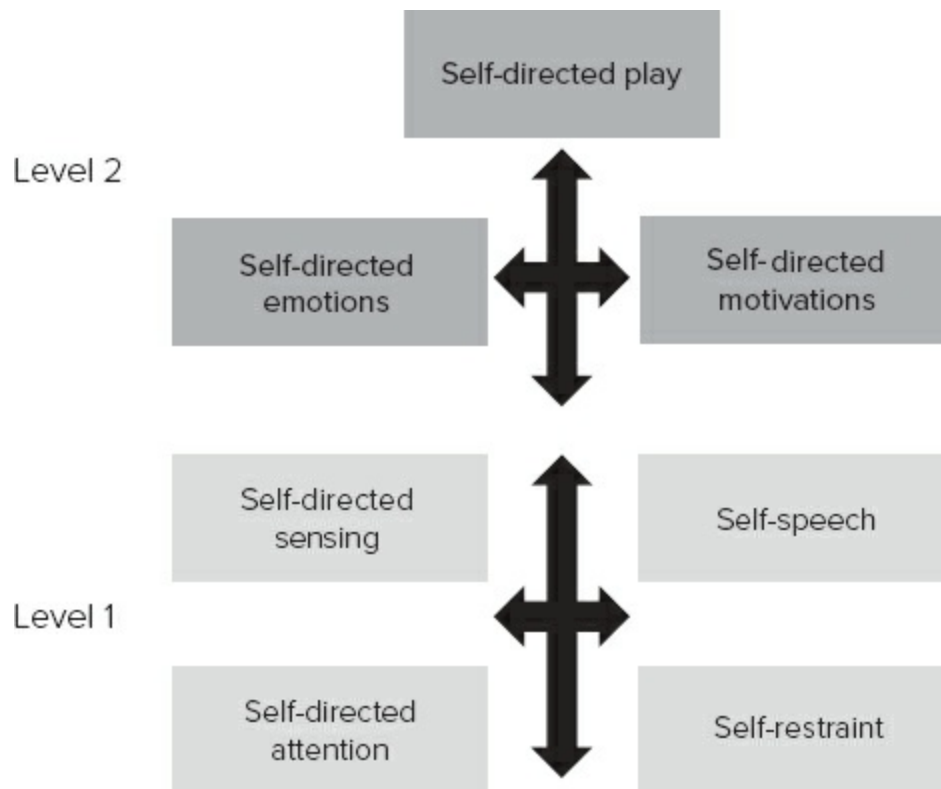 Self-directed play
Level 2
Self-directed
emotions
Self-directed
motivations
Self-directed
sensing
Self-speech
Level 1
Self-directed
attention
Self-restraint